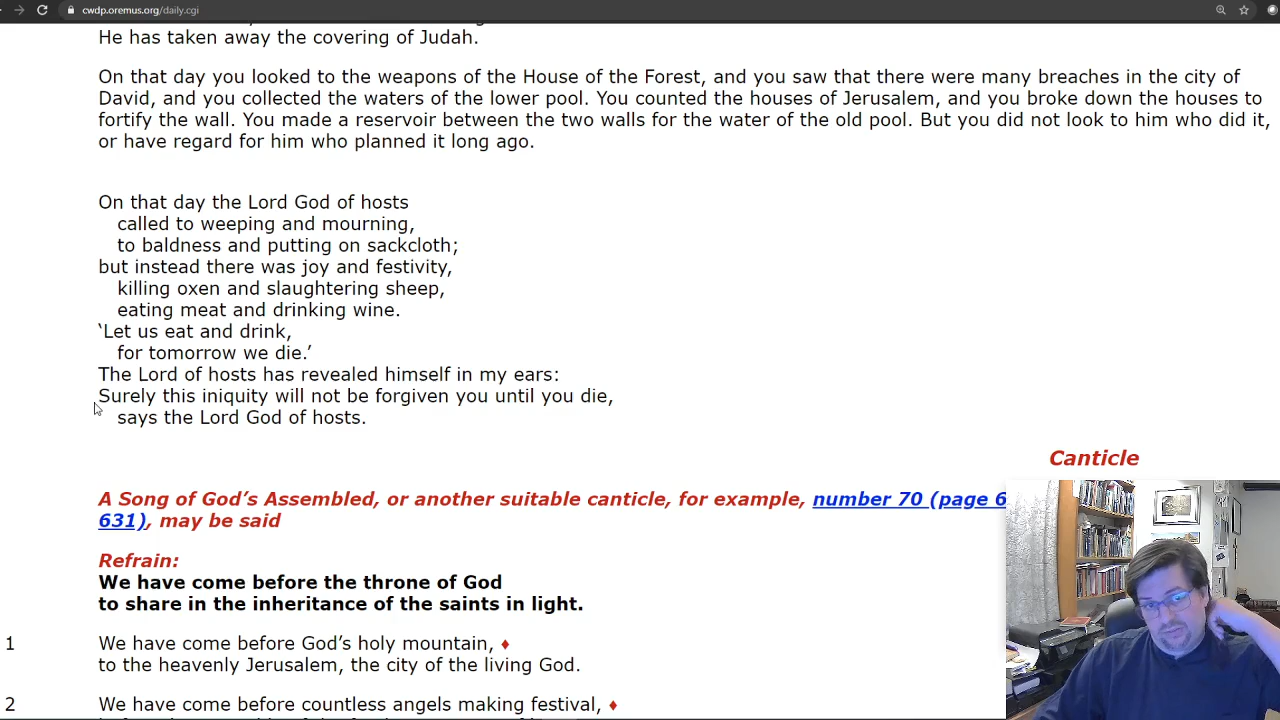 cwdp.oremus.org/daily.cgi
He has taken away the covering of Judah.
On that day you looked to the weapons of the House of the Forest, and you saw that there were many breaches in the city of
David, and you collected the waters of the lower pool. You counted the houses of Jerusalem, and you broke down the houses to
fortify the wall. You made a reservoir between the two walls for the water of the old pool. But you did not look to him who did it,
or have regard for him who planned it long ago.
On that day the Lord God of hosts
called to weeping and mourning,
to baldness and putting on sackcloth;
but instead there was joy and festivity,
killing oxen and slaughtering sheep,
eating meat and drinking wine.
‘Let us eat and drink,
for tomorrow we die.’
The Lord of hosts has revealed himself in my ears:
Surely this iniquity will not be forgiven you until you die,
says the Lord God of hosts.
Canticle
A Song of God’s Assembled, or another suitable canticle, for example, number 70 (page 6
631), may be said
Refrain:
We have come before the throne of God
to share in the inheritance of the saints in light.
1 We have come before God’s holy mountain, ♦
to the heavenly Jerusalem, the city of the living God.
2 We have come before countless angels making festival, ♦